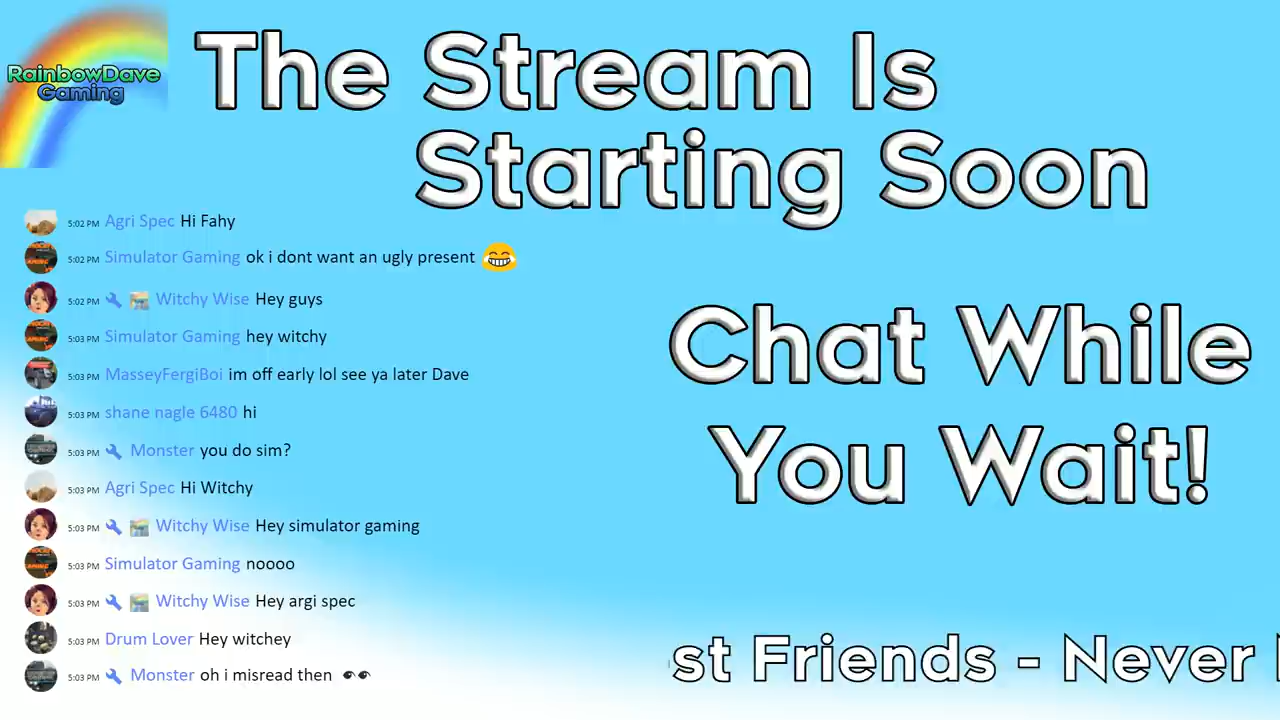 RainbowDave
Gaming
The Stream Is
Starting Soon
5:02 PM Agri Spec Hi Fahy
5:02 PM Simulator Gaming ok i dont want an ugly present 😂
5:02 PM Witchy Wise Hey guys
5:03 PM Simulator Gaming hey witchy
5:03 PM MasseyFergiBoi im off early lol see ya later Dave
5:03 PM shane nagle 6480 hi
5:03 PM Monster you do sim?
5:03 PM Agri Spec Hi Witchy
5:03 PM Witchy Wise Hey simulator gaming
5:03 PM Simulator Gaming noooo
5:03 PM Witchy Wise Hey argi spec
5:03 PM Drum Lover Hey witchey
5:03 PM Monster oh i misread then 👀
Chat While
You Wait!
st Friends - Never